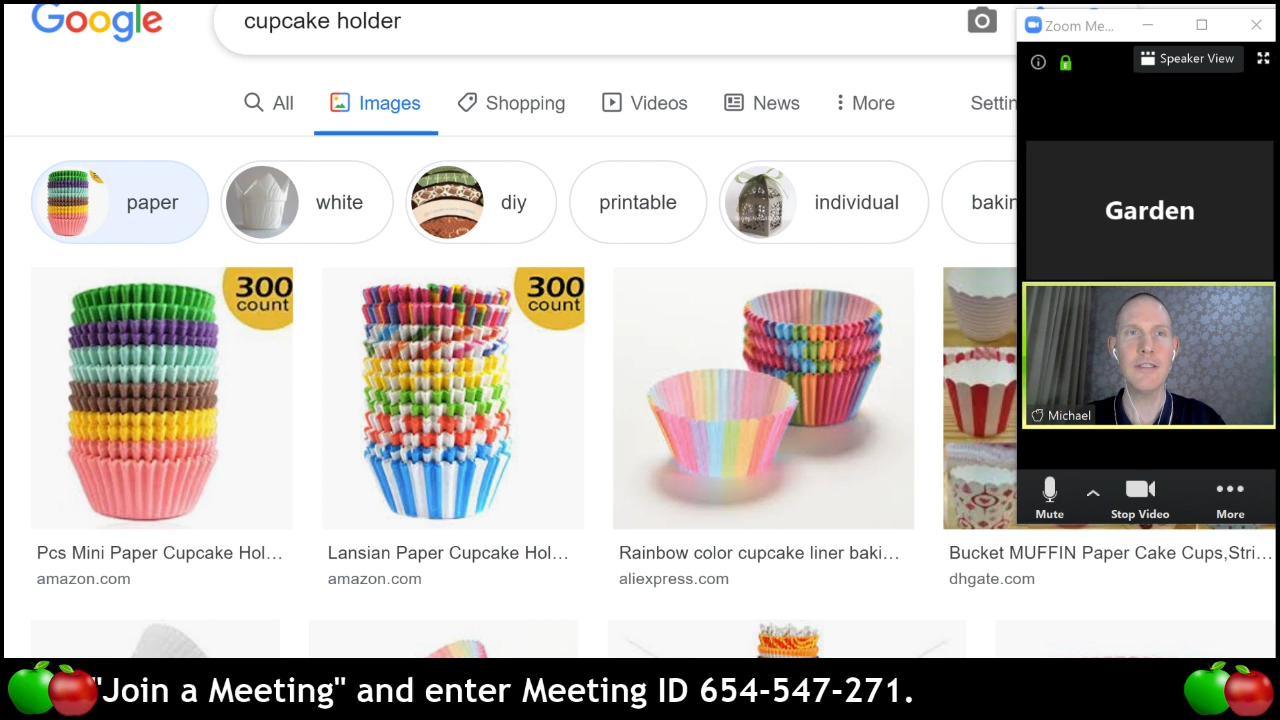 Google
cupcake holder
All
Images
Shopping
Videos
News
More
Settin
paper
white
diy
printable
individual
bakin
300
count
300
count
Pcs Mini Paper Cupcake Hol...
amazon.com
Lansian Paper Cupcake Hol...
amazon.com
Rainbow color cupcake liner baki...
aliexpress.com
Bucket MUFFIN Paper Cake Cups,Stri...
dhgate.com
Zoom Me...
Speaker View
Garden
Michael
Mute
Stop Video
More
"Join a Meeting" and enter Meeting ID 654-547-271.